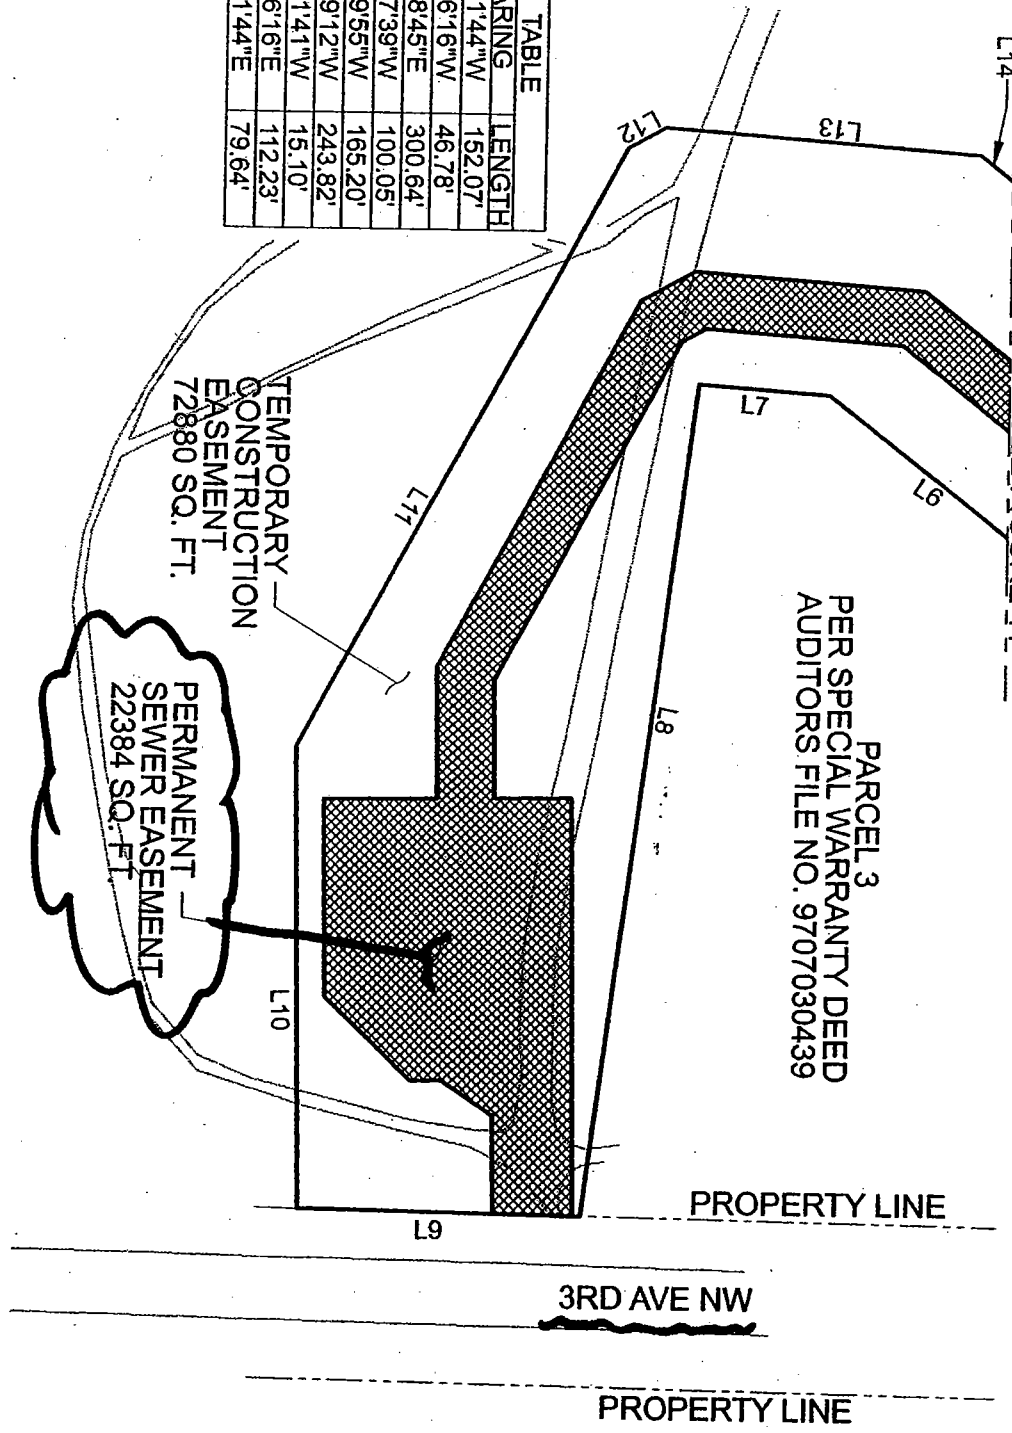 TABLE
ARING LENGTH
1'44"W 152.07'
6'16"W 46.78'
8'45"E 300.64'
7'39"W 100.05'
9'55"W 165.20'
9'12"W 243.82'
1'41"W 15.10'
6'16"E 112.23'
1'44"E 79.64'
L14
L13
L12
L7
L6
L11
L8
TEMPORARY
CONSTRUCTION
EASEMENT
72880 SQ. FT.
PARCEL 3
PER SPECIAL WARRANTY DEED
AUDITORS FILE NO. 9707030439
PERMANENT
SEWER EASEMENT
22384 SQ. FT.
L10
L9
PROPERTY LINE
3RD AVE NW
PROPERTY LINE